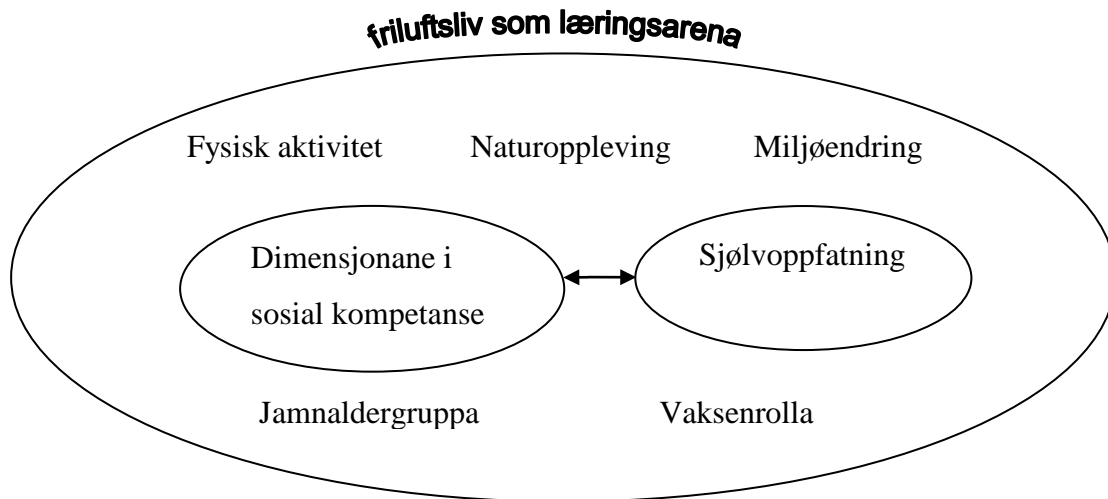 friluftsliv som læringsarena
Fysisk aktivitet
Naturoppleving
Miljøendring
Dimensjonane i
sosial kompetanse
Sjølvoppfatning
Jamnaldergruppa
Vaksenrolla